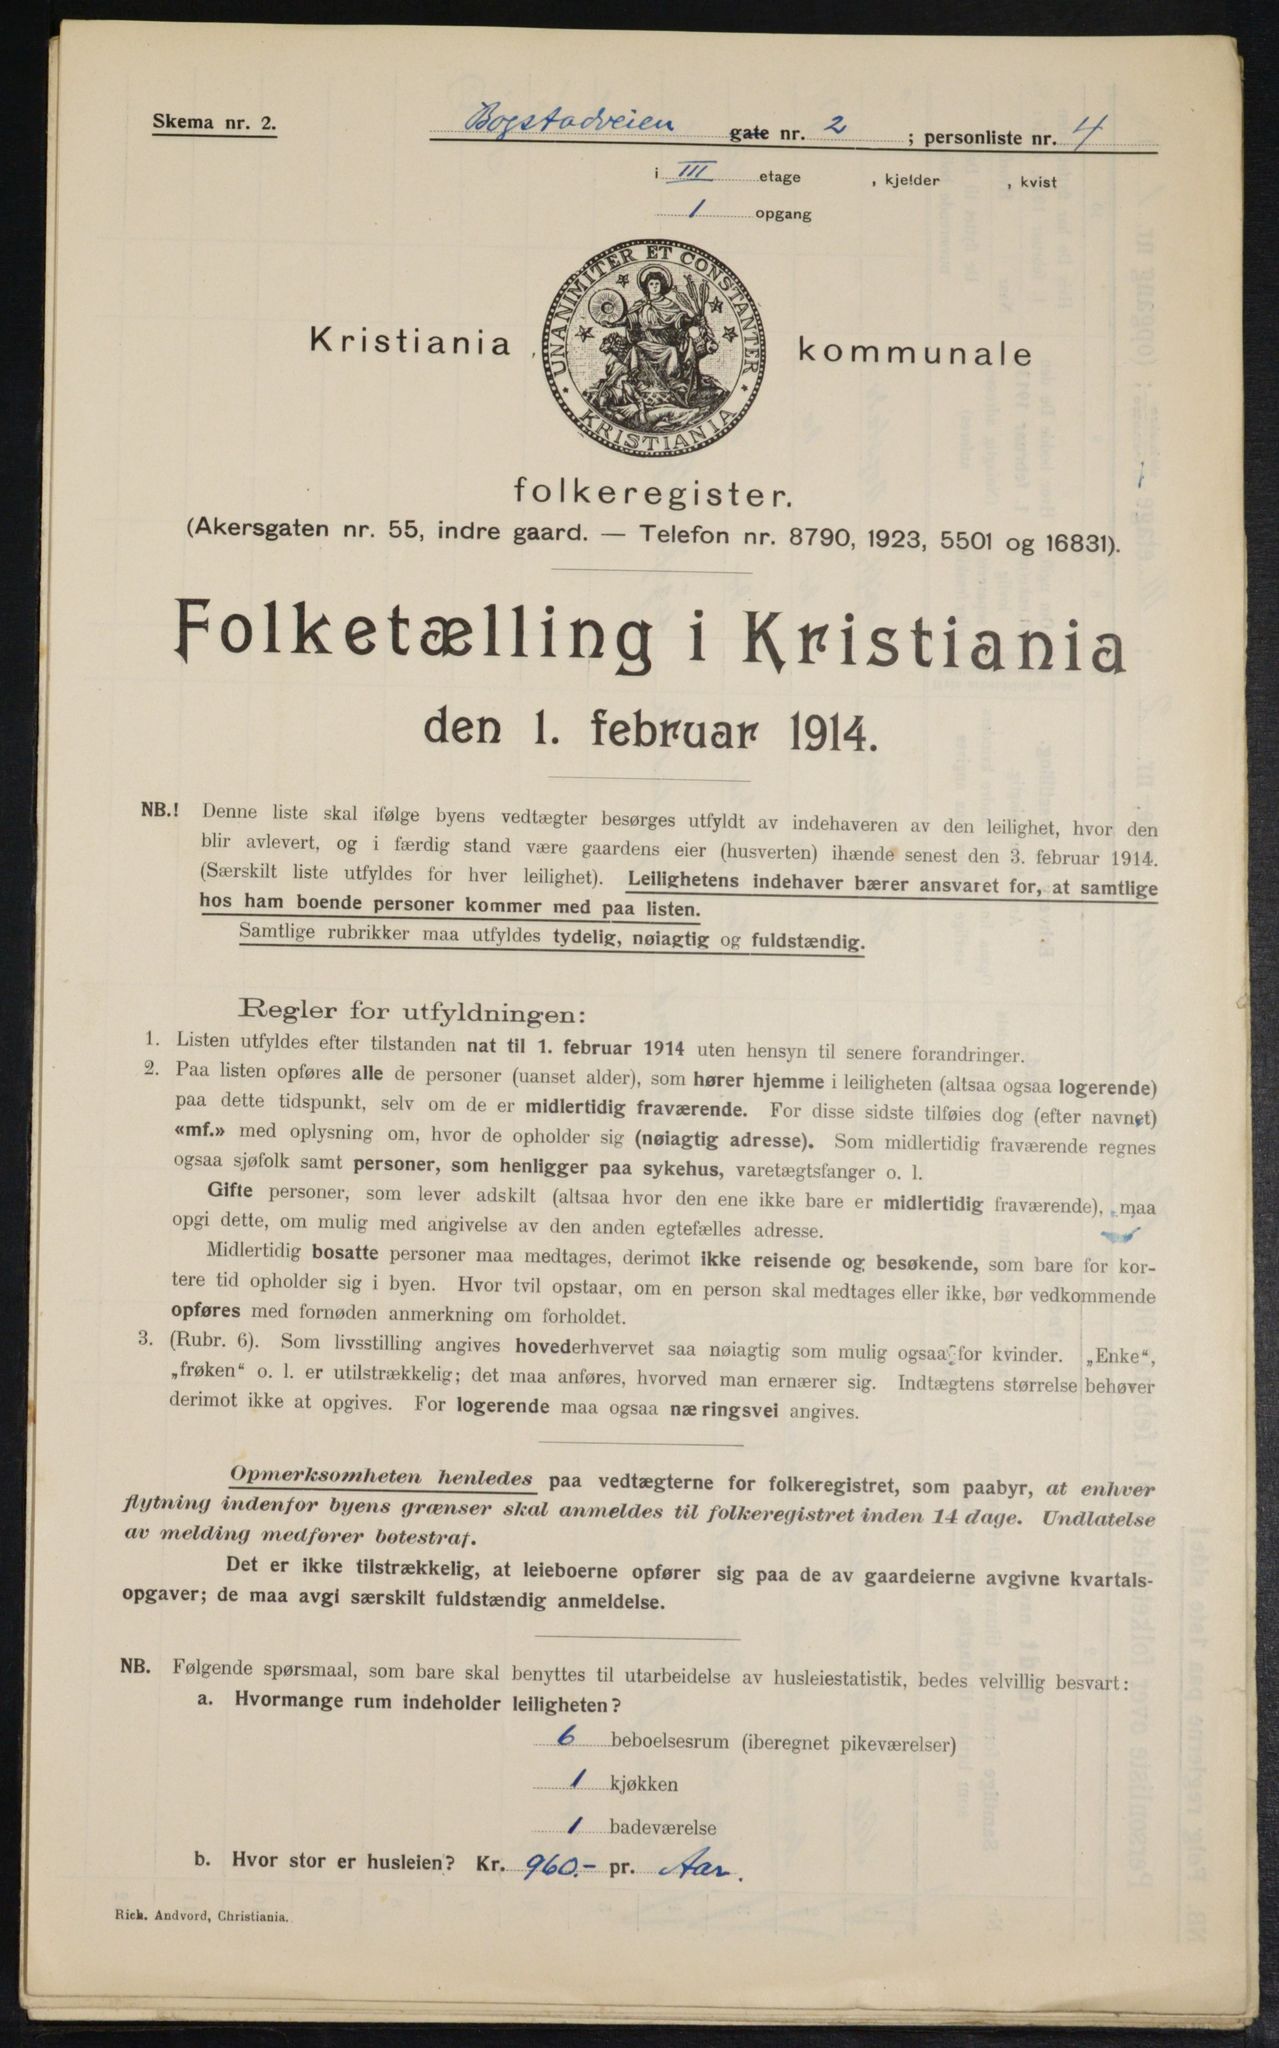 Skema nr. 2.
Bogstadveien gate nr. 2 ; personliste nr. 4
i III etage , kjelder , kvist
1 opgang
Kristiania kommunale
UNANIMITER ET CONSTANTER
KRISTIANIA
folkeregister.
(Akersgaten nr. 55, indre gaard. — Telefon nr. 8790, 1923, 5501 og 16831).
Folketælling i Kristiania
den 1. februar 1914.
NB.! Denne liste skal ifølge byens vedtægter besørges utfyldt av indehaveren av den leilighet, hvor den
blir avlevert, og i færdig stand være gaardens eier (husverten) ihænde senest den 3. februar 1914.
(Særskilt liste utfyldes for hver leilighet). Leilighetens indehaver bærer ansvaret for, at samtlige
hos ham boende personer kommer med paa listen.
Samtlige rubrikker maa utfyldes tydelig, nøiagtig og fuldstændig.
Regler for utfyldningen:
1. Listen utfyldes efter tilstanden nat til 1. februar 1914 uten hensyn til senere forandringer.
2. Paa listen opføres alle de personer (uanset alder), som hører hjemme i leiligheten (altsaa ogsaa logerende)
paa dette tidspunkt, selv om de er midlertidig fraværende. For disse sidste tilføies dog (efter navnet)
«mf.» med oplysning om, hvor de opholder sig (nøiagtig adresse). Som midlertidig fraværende regnes
ogsaa sjøfolk samt personer, som henligger paa sykehus, varetægtsfanger o. l.
Gifte personer, som lever adskilt (altsaa hvor den ene ikke bare er midlertidig fraværende), maa
opgi dette, om mulig med angivelse av den anden egtefælles adresse.
Midlertidig bosatte personer maa medtages, derimot ikke reisende og besøkende, som bare for kor-
tere tid opholder sig i byen. Hvor tvil opstaar, om en person skal medtages eller ikke, bør vedkommende
opføres med fornøden anmerkning om forholdet.
3. (Rubr. 6). Som livsstilling angives hovederhvervet saa nøiagtig som mulig ogsaa for kvinder. „Enke“,
„frøken“ o. l. er utilstrækkelig; det maa anføres, hvorved man ernærer sig. Indtægtens størrelse behøver
derimot ikke at opgives. For logerende maa ogsaa næringsvei angives.
Opmerksomheten henledes paa vedtægterne for folkeregistret, som paabyr, at enhver
flytning indenfor byens grænser skal anmeldes til folkeregistret inden 14 dage. Undlatelse
av melding medfører bøtestraf.
Det er ikke tilstrækkelig, at leieboerne opfører sig paa de av gaardeierne avgivne kvartals-
opgaver; de maa avgi særskilt fuldstændig anmeldelse.
NB. Følgende spørsmaal, som bare skal benyttes til utarbeidelse av husleiestatistik, bedes velvillig besvart:
a. Hvormange rum indeholder leiligheten?
6 beboelsesrum (iberegnet pikeværelser)
1 kjøkken
1 badeværelse
b. Hvor stor er husleien? Kr. 960.- pr. Aar.
Rich. Andvord, Christiania.